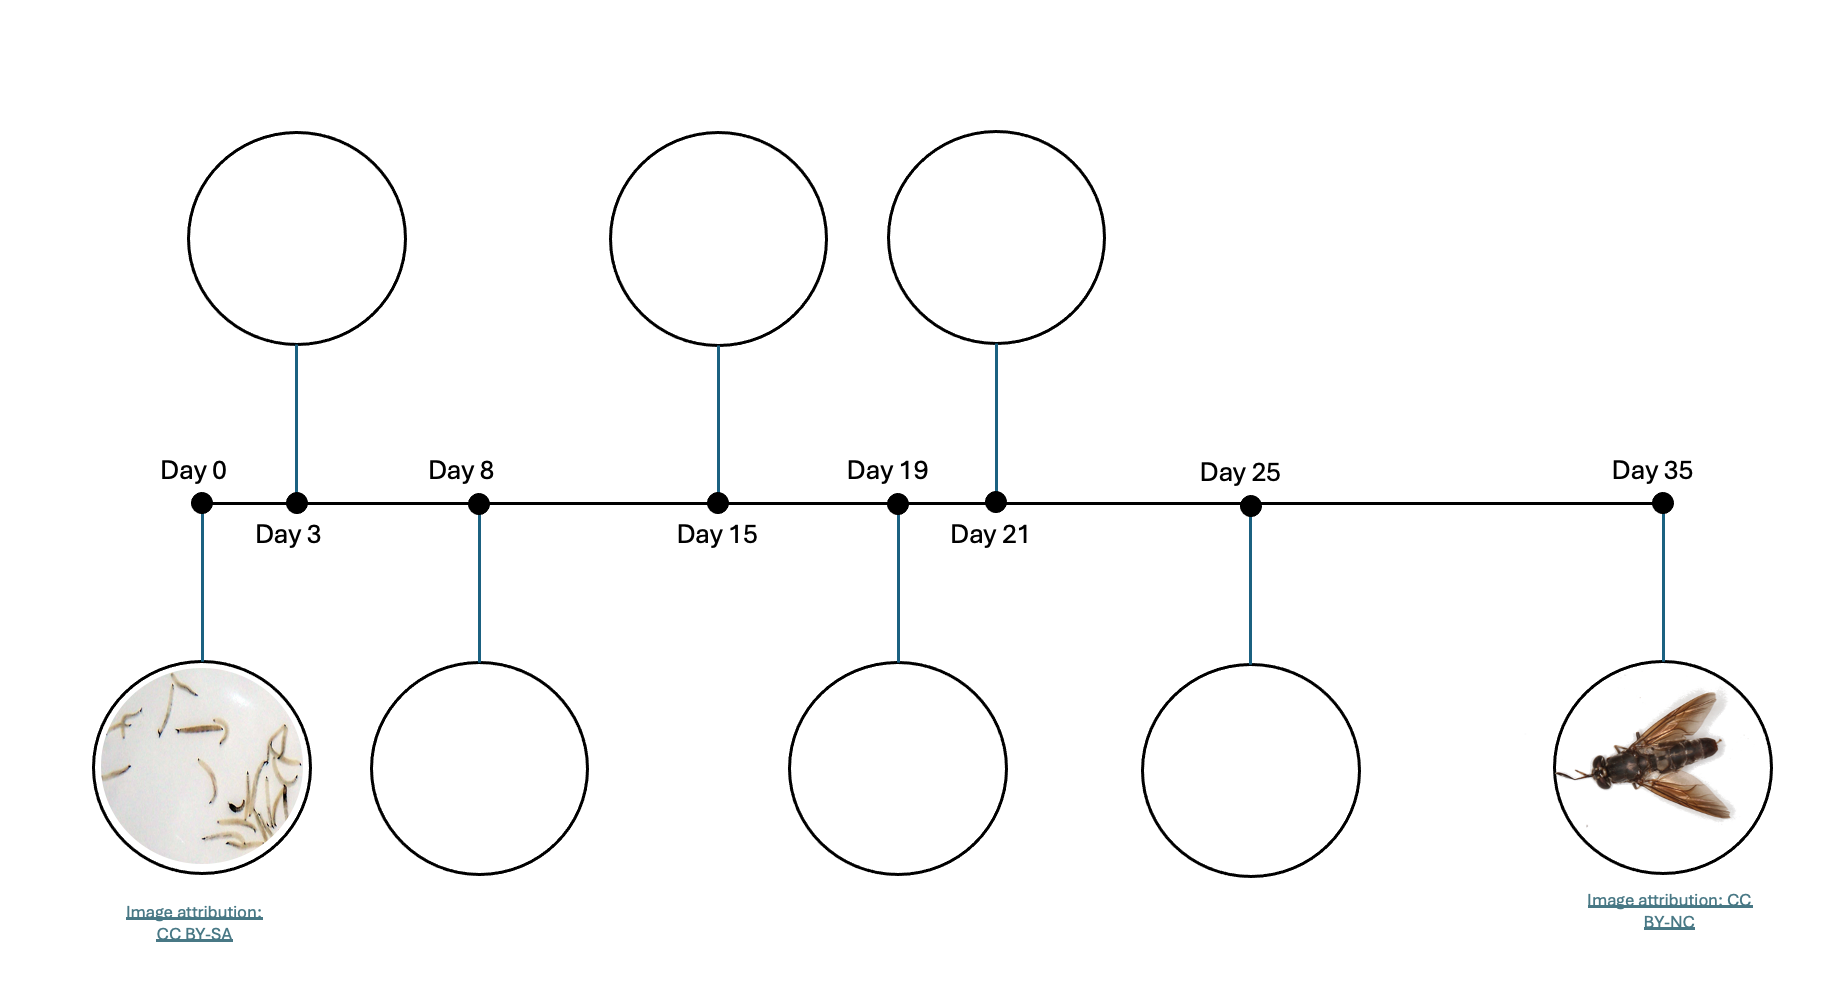 Day 0
Day 8
Day 19
Day 25
Day 35
Day 3
Day 15
Day 21
Image attribution:
CC BY-SA
Image attribution: CC
BY-NC